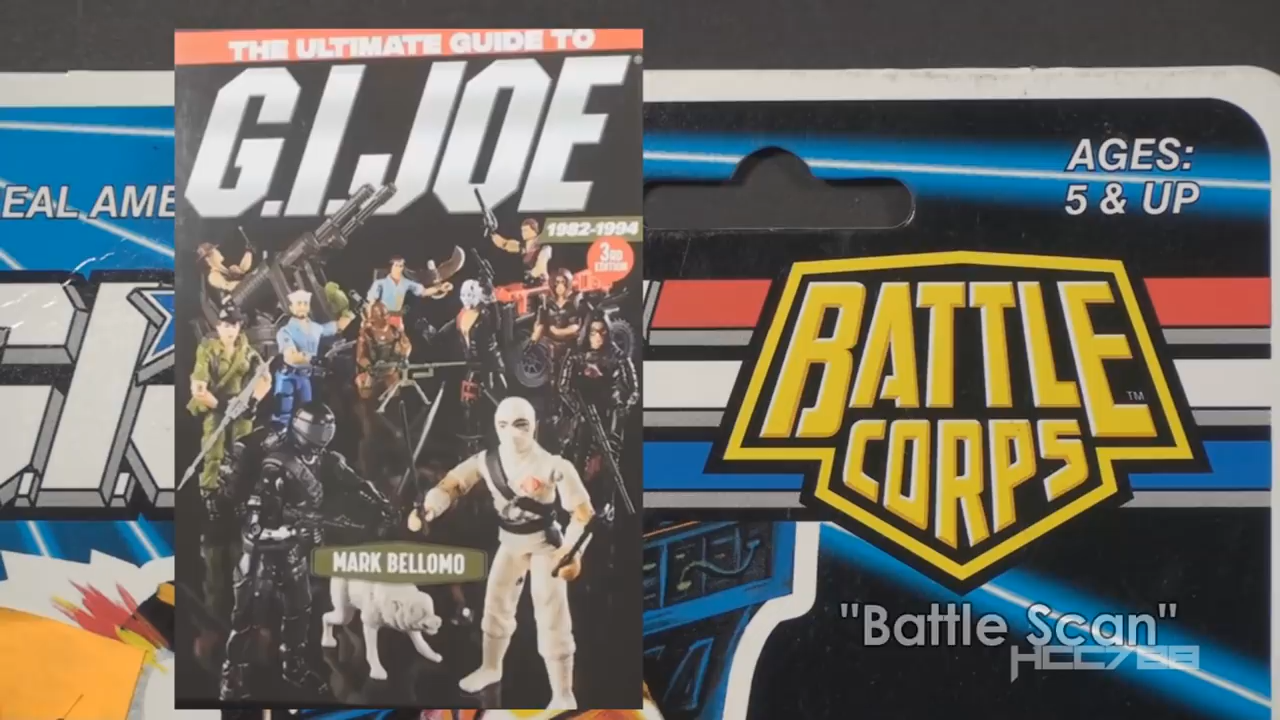 THE ULTIMATE GUIDE TO
G.I. JOE
1982-1994
3RD
EDITION
MARK BELLOMO
EAL AME
AGES:
5 & UP
BATTLE
CORPS
TM
"Battle Scan"
HCC788